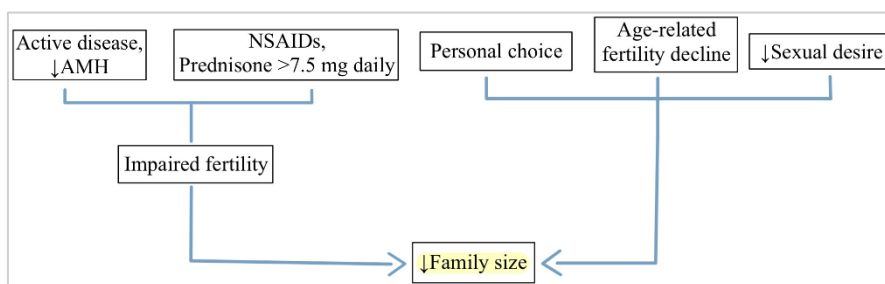 Active disease,
↓AMH
NSAIDs,
Prednisone >7.5 mg daily
Personal choice
Age-related
fertility decline
↓Sexual desire
Impaired fertility
↓Family size